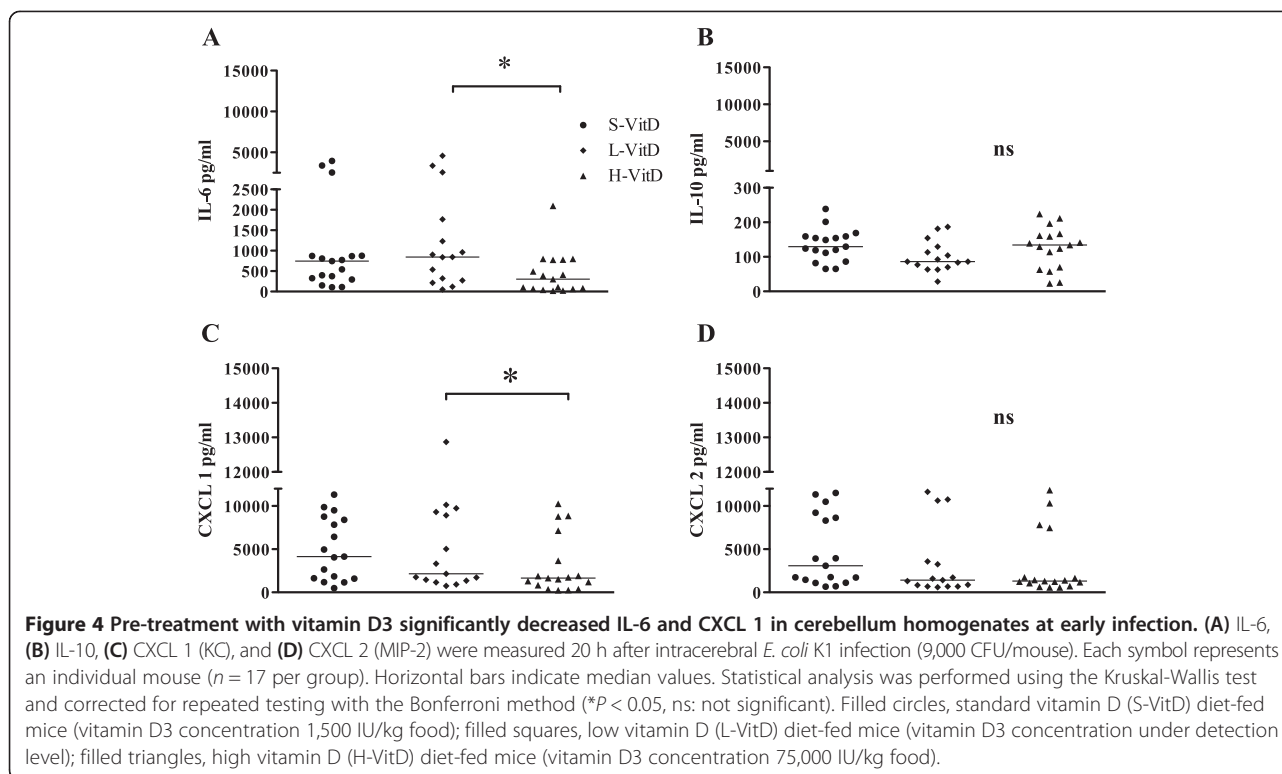 A
15000
10000
5000
2500
2000
1500
1000
500
0
IL-6 pg/ml
*
S-VitD
L-VitD
H-VitD
B
15000
10000
5000
300
200
100
0
IL-10 pg/ml
ns
C
15000
14000
13000
12000
10000
5000
0
CXCL 1 pg/ml
*
D
15000
14000
13000
12000
10000
5000
0
CXCL 2 pg/ml
ns
Figure 4 Pre-treatment with vitamin D3 significantly decreased IL-6 and CXCL 1 in cerebellum homogenates at early infection. (A) IL-6,
(B) IL-10, (C) CXCL 1 (KC), and (D) CXCL 2 (MIP-2) were measured 20 h after intracerebral E. coli K1 infection (9,000 CFU/mouse). Each symbol represents
an individual mouse (n = 17 per group). Horizontal bars indicate median values. Statistical analysis was performed using the Kruskal-Wallis test
and corrected for repeated testing with the Bonferroni method (*P < 0.05, ns: not significant). Filled circles, standard vitamin D (S-VitD) diet-fed
mice (vitamin D3 concentration 1,500 IU/kg food); filled squares, low vitamin D (L-VitD) diet-fed mice (vitamin D3 concentration under detection
level); filled triangles, high vitamin D (H-VitD) diet-fed mice (vitamin D3 concentration 75,000 IU/kg food).